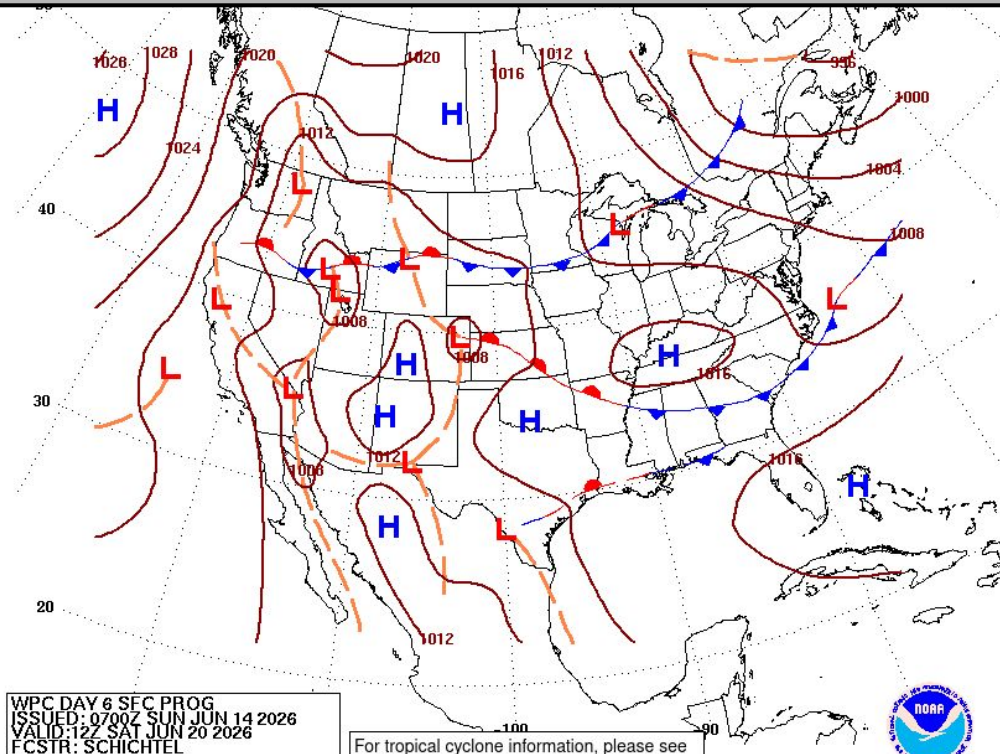 1028
1028
1020
1020
1012
996
1016
1000
1012
1024
1004
40
1008
1008
1008
1016
30
1012
1016
1008
20
1012
WPC DAY 6 SFC PROG
ISSUED: 0700Z SUN JUN 14 2026
VALID:12Z SAT JUN 20 2026
FCSTR: SCHICHTEL
-100
90
For tropical cyclone information, please see
NOAA
H
H
L
L
L
L
L
L
L
L
L
H
H
L
L
H
H
L
L
H
H